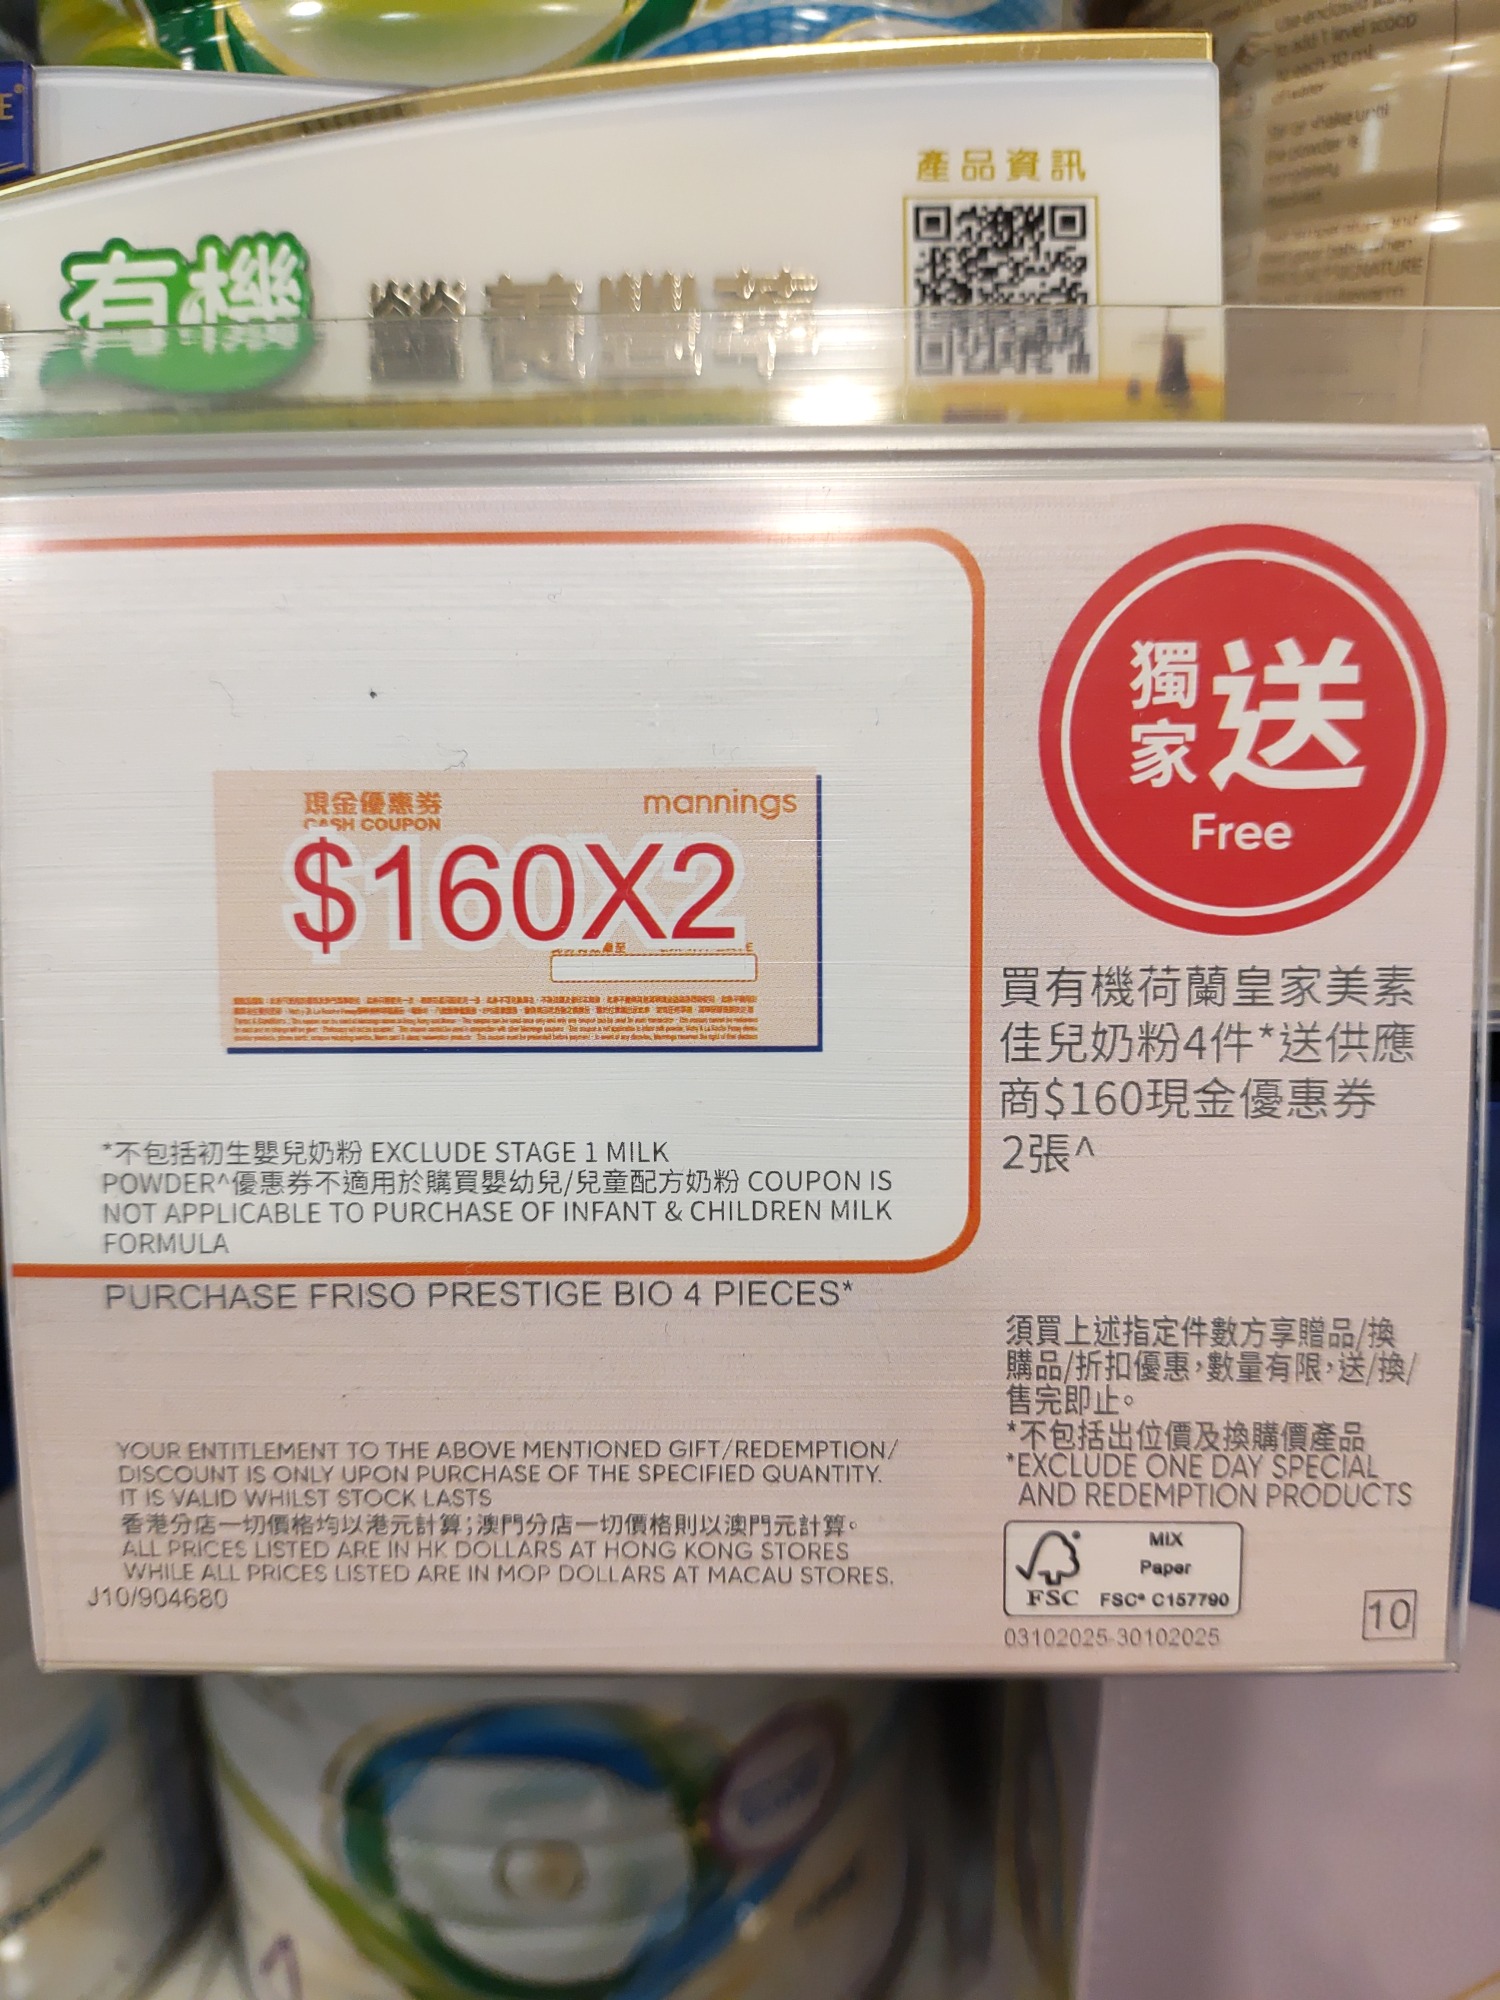 產品資訊
有機
現金優惠券
mannings
CASH COUPON
$160X2
獨家送
Free
買有機荷蘭皇家美素
佳兒奶粉4件*送供應
商$160現金優惠券
2張^
*不包括初生嬰兒奶粉 EXCLUDE STAGE 1 MILK
POWDER^優惠券不適用於購買嬰幼兒/兒童配方奶粉 COUPON IS
NOT APPLICABLE TO PURCHASE OF INFANT & CHILDREN MILK
FORMULA
PURCHASE FRISO PRESTIGE BIO 4 PIECES*
須買上述指定件數方享贈品/換
購品/折扣優惠，數量有限，送/換/
售完即止。
*不包括出位價及換購價產品
*EXCLUDE ONE DAY SPECIAL
AND REDEMPTION PRODUCTS
YOUR ENTITLEMENT TO THE ABOVE MENTIONED GIFT/REDEMPTION/
DISCOUNT IS ONLY UPON PURCHASE OF THE SPECIFIED QUANTITY.
IT IS VALID WHILST STOCK LASTS
香港分店一切價格均以港元計算；澳門分店一切價格則以澳門元計算。
ALL PRICES LISTED ARE IN HK DOLLARS AT HONG KONG STORES
WHILE ALL PRICES LISTED ARE IN MOP DOLLARS AT MACAU STORES.
J10/904680
MIX
Paper
FSC
FSC® C157790
03102025-30102025
10